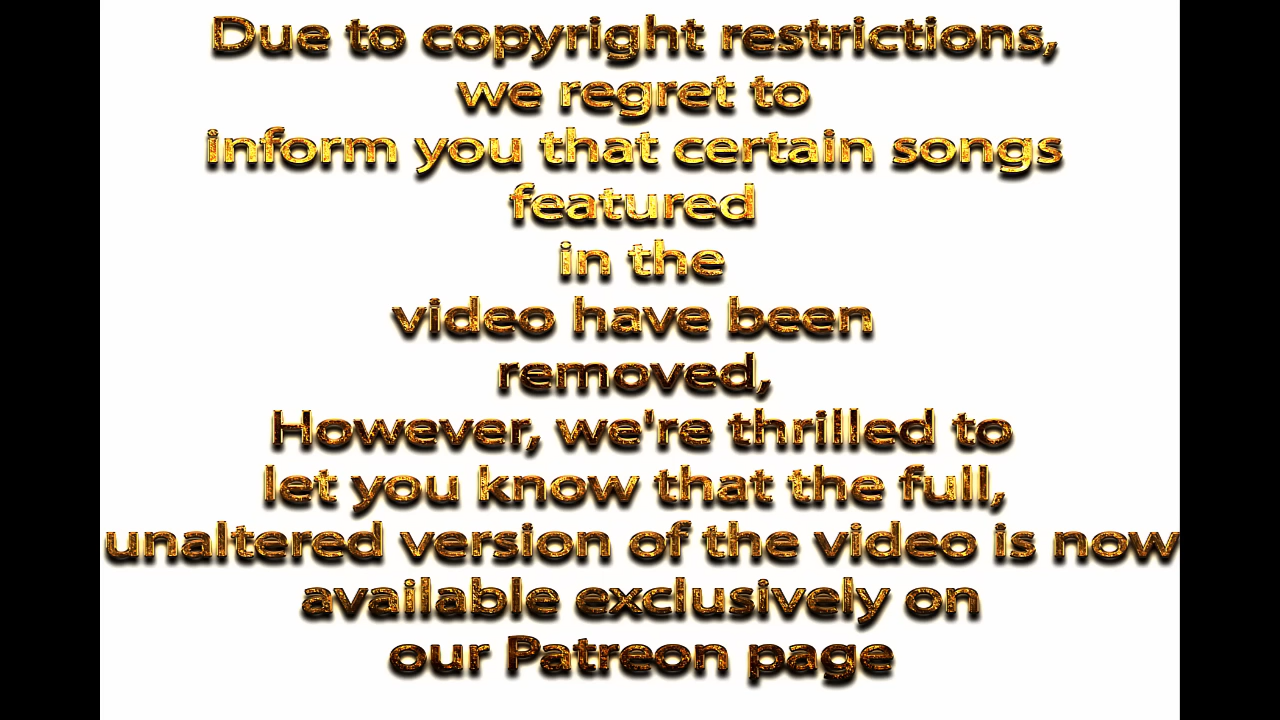 Due to copyright restrictions,
we regret to
inform you that certain songs
featured
in the
video have been
removed,
However, we're thrilled to
let you know that the full,
unaltered version of the video is now
available exclusively on
our Patreon page